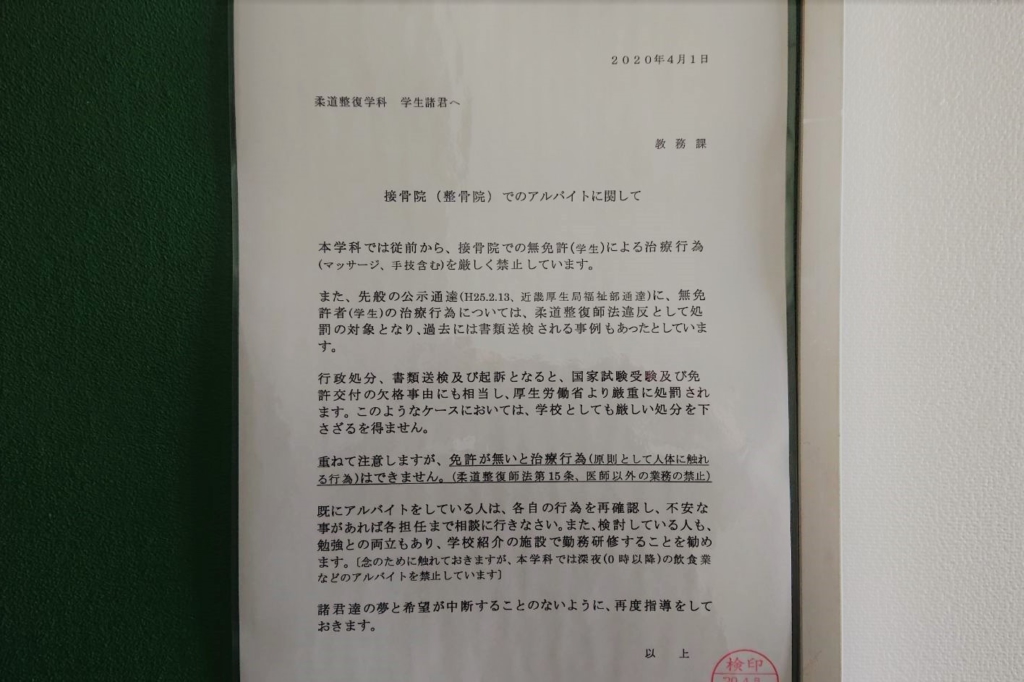 2020年4月1日
柔道整復学科　学生諸君へ
教 務 課
接骨院（整骨院）でのアルバイトに関して
本学科では従前から、接骨院での無免許(学生)による治療行為
(マッサージ、手技含む)を厳しく禁止しています。
また、先般の公示通達(H25.2.13、近畿厚生局福祉部通達)に、無免
許者(学生)の治療行為については、柔道整復師法違反として処
罰の対象となり、過去には書類送検される事例もあったとしていま
す。
行政処分、書類送検及び起訴となると、国家試験受験及び免
許交付の欠格事由にも相当し、厚生労働省より厳重に処罰され
ます。このようなケースにおいては、学校としても厳しい処分を下
さざるを得ません。
重ねて注意しますが、免許が無いと治療行為(原則として人体に触れ
る行為)はできません。(柔道整復師法第15条、医師以外の業務の禁止)
既にアルバイトをしている人は、各自の行為を再確認し、不安な
事があれば各担任まで相談に行きなさい。また、検討している人も、
勉強との両立もあり、学校紹介の施設で勤務研修することを勧め
ます。[念のために触れておきますが、本学科では深夜(0時以降)の飲食業
などのアルバイトを禁止しています]
諸君達の夢と希望が中断することのないように、再度指導をして
おきます。
以　上
検印